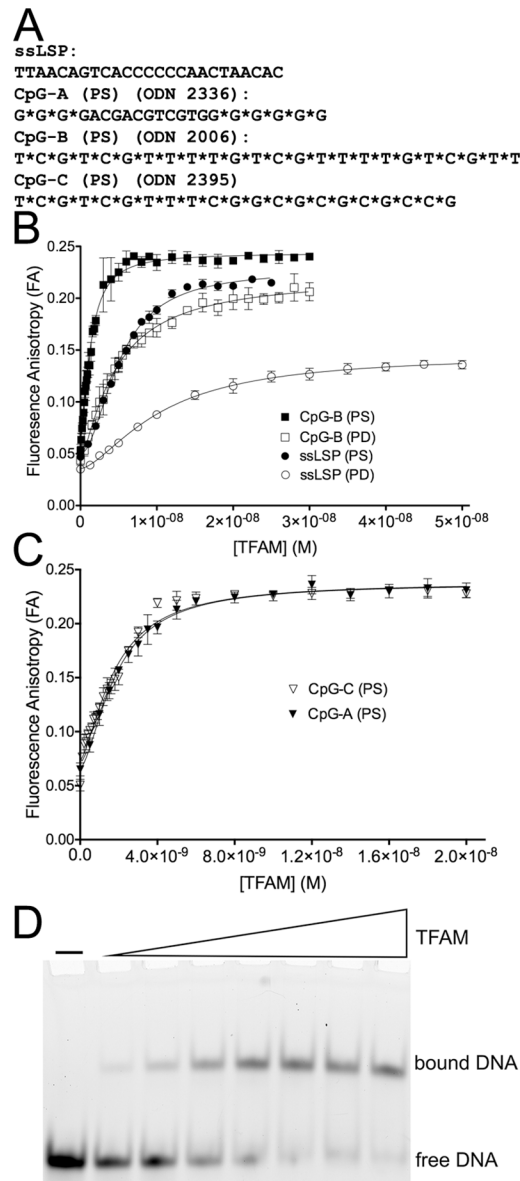 A
ssLSP:
TTAACAGTCACCCCCCAACTAACAC
CpG-A (PS) (ODN 2336):
G*G*G*GACGACGTCGTGG*G*G*G*G*G
CpG-B (PS) (ODN 2006):
T*C*G*T*C*G*T*T*T*T*G*T*C*G*T*T*T*T*G*T*C*G*T*T
CpG-C (PS) (ODN 2395)
T*C*G*T*C*G*T*T*T*C*G*G*C*G*C*G*C*G*C*C*G
B
Fluoresence Anisotropy (FA)
0.25
0.20
0.15
0.10
0.05
0.00
CpG-B (PS)
CpG-B (PD)
ssLSP (PS)
ssLSP (PD)
0 1×10⁻⁰⁸ 2×10⁻⁰⁸ 3×10⁻⁰⁸ 4×10⁻⁰⁸ 5×10⁻⁰⁸
[TFAM] (M)
C
Fluorescence Anisotropy (FA)
0.25
0.20
0.15
0.10
0.05
0.00
CpG-C (PS)
CpG-A (PS)
0.0 4.0×10⁻⁹ 8.0×10⁻⁹ 1.2×10⁻⁸ 1.6×10⁻⁸ 2.0×10⁻⁸
[TFAM] (M)
D
TFAM
bound DNA
free DNA